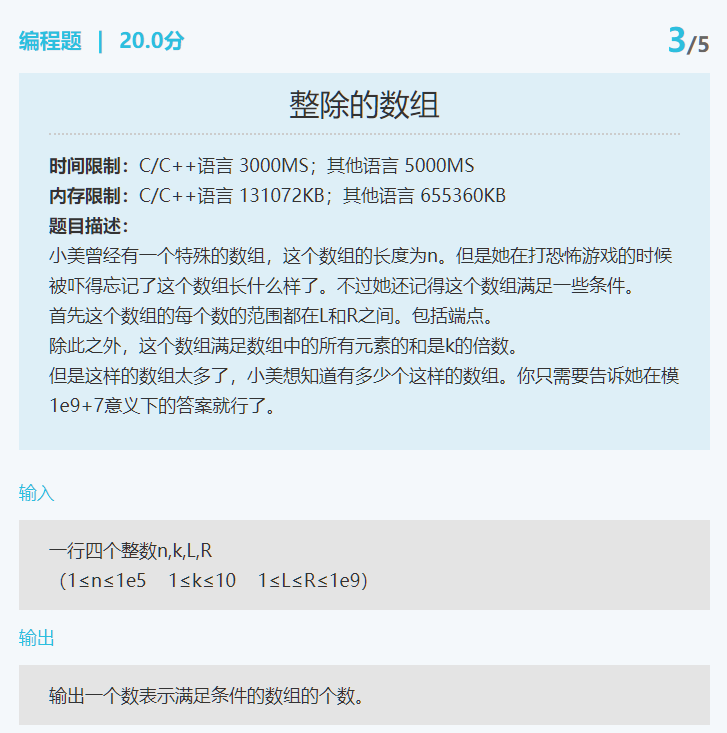 编程题 | 20.0分 3/5
整除的数组
时间限制：C/C++语言 3000MS；其他语言 5000MS
内存限制：C/C++语言 131072KB；其他语言 655360KB
题目描述：
小美曾经有一个特殊的数组，这个数组的长度为n。但是她在打恐怖游戏的时候
被吓得忘记了这个数组长什么样了。不过她还记得这个数组满足一些条件。
首先这个数组的每个数的范围都在L和R之间。包括端点。
除此之外，这个数组满足数组中的所有元素的和是k的倍数。
但是这样的数组太多了，小美想知道有多少个这样的数组。你只需要告诉她在模
1e9+7意义下的答案就行了。
输入
一行四个整数n,k,L,R
（1≤n≤1e5 1≤k≤10 1≤L≤R≤1e9）
输出
输出一个数表示满足条件的数组的个数。